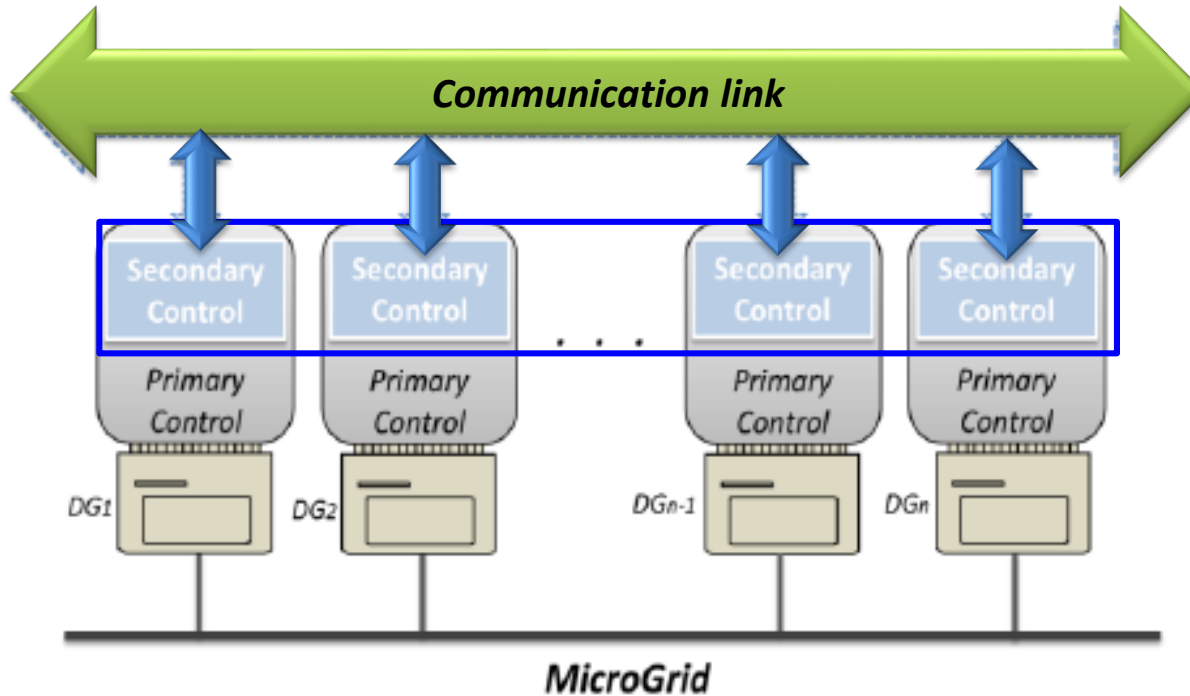 Communication link
Secondary
Control
Secondary
Control
Secondary
Control
Secondary
Control
. . .
Primary
Control
Primary
Control
Primary
Control
Primary
Control
DG1
DG2
DGn-1
DGn
MicroGrid